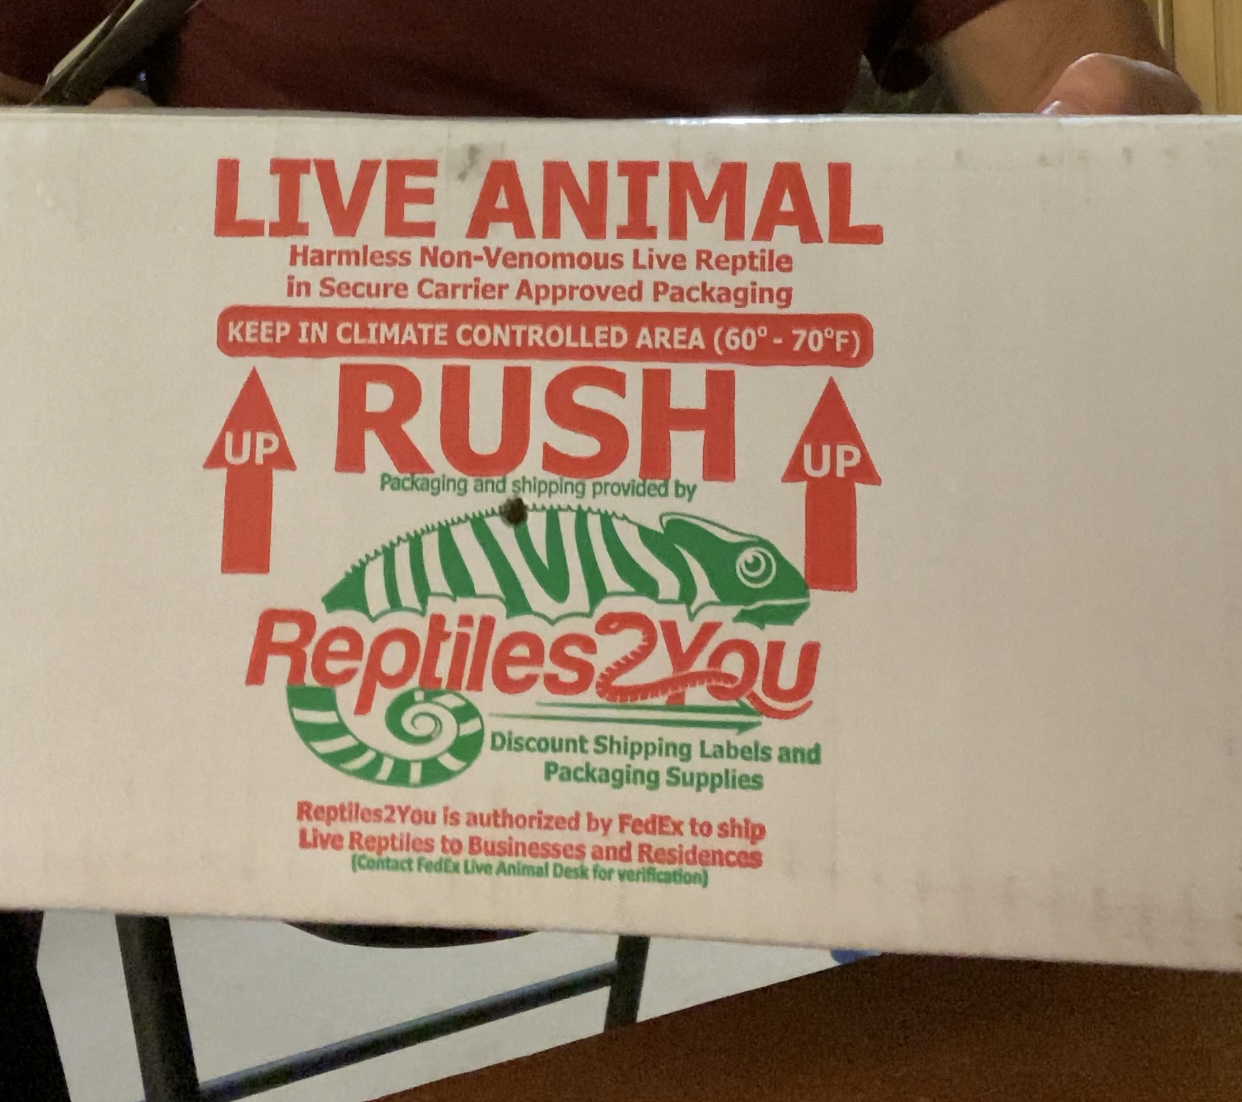 LIVE ANIMAL
Harmless Non-Venomous Live Reptile
in Secure Carrier Approved Packaging
KEEP IN CLIMATE CONTROLLED AREA (60° - 70°F)
RUSH
UP
UP
Packaging and shipping provided by
Reptiles2You
Discount Shipping Labels and
Packaging Supplies
Reptiles2You is authorized by FedEx to ship
Live Reptiles to Businesses and Residences
(Contact FedEx Live Animal Desk for verification)